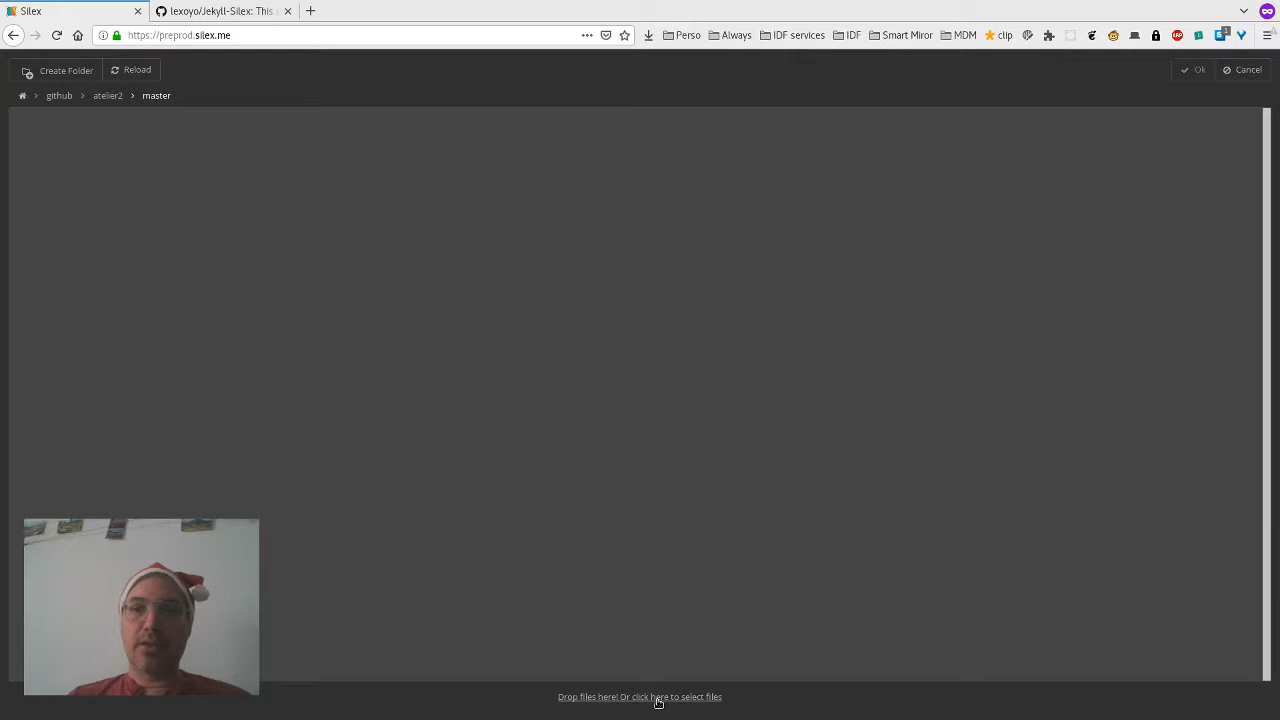 Silex
lexoyo/Jekyll-Silex: This
https://preprod.silex.me
Perso
Always
IDF services
IDF
Smart Miror
MDM
clip
Create Folder
Reload
Ok
Cancel
github
atelier2
master
Drop files here! Or click here to select files